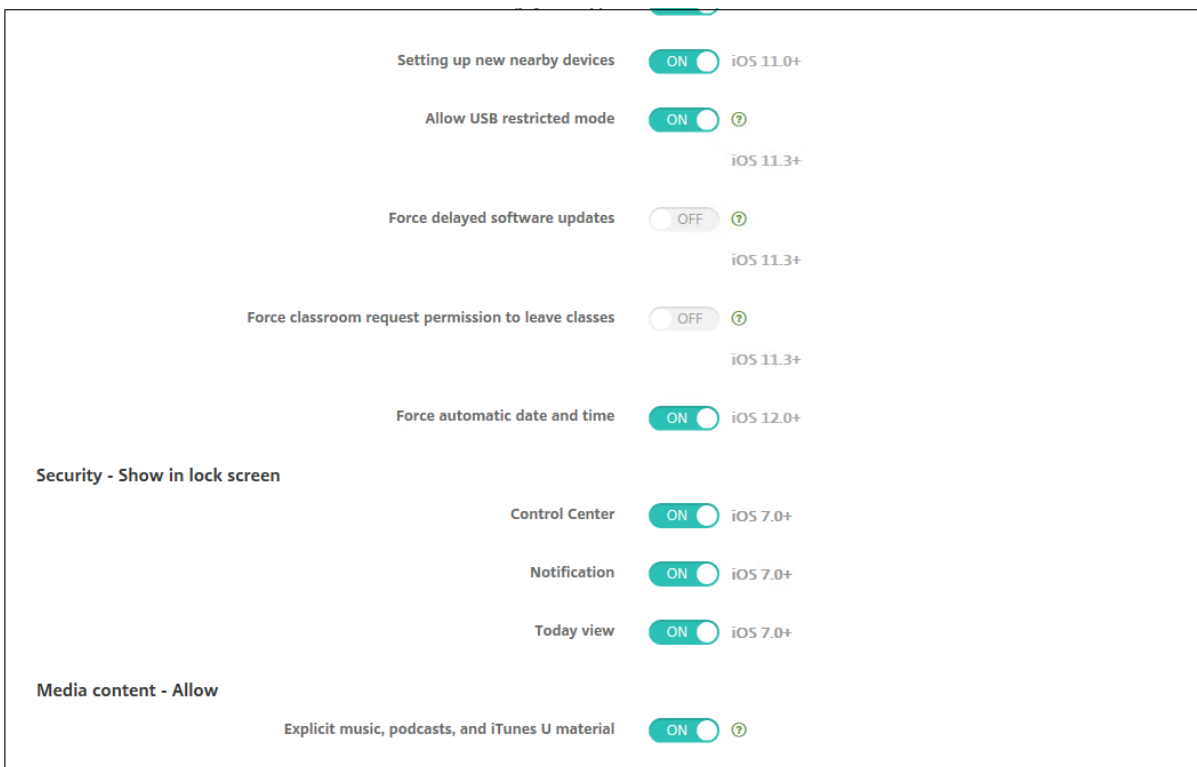 Setting up new nearby devices ON iOS 11.0+
Allow USB restricted mode ON ?
iOS 11.3+
Force delayed software updates OFF ?
iOS 11.3+
Force classroom request permission to leave classes OFF ?
iOS 11.3+
Force automatic date and time ON iOS 12.0+
Security - Show in lock screen
Control Center ON iOS 7.0+
Notification ON iOS 7.0+
Today view ON iOS 7.0+
Media content - Allow
Explicit music, podcasts, and iTunes U material ON ?